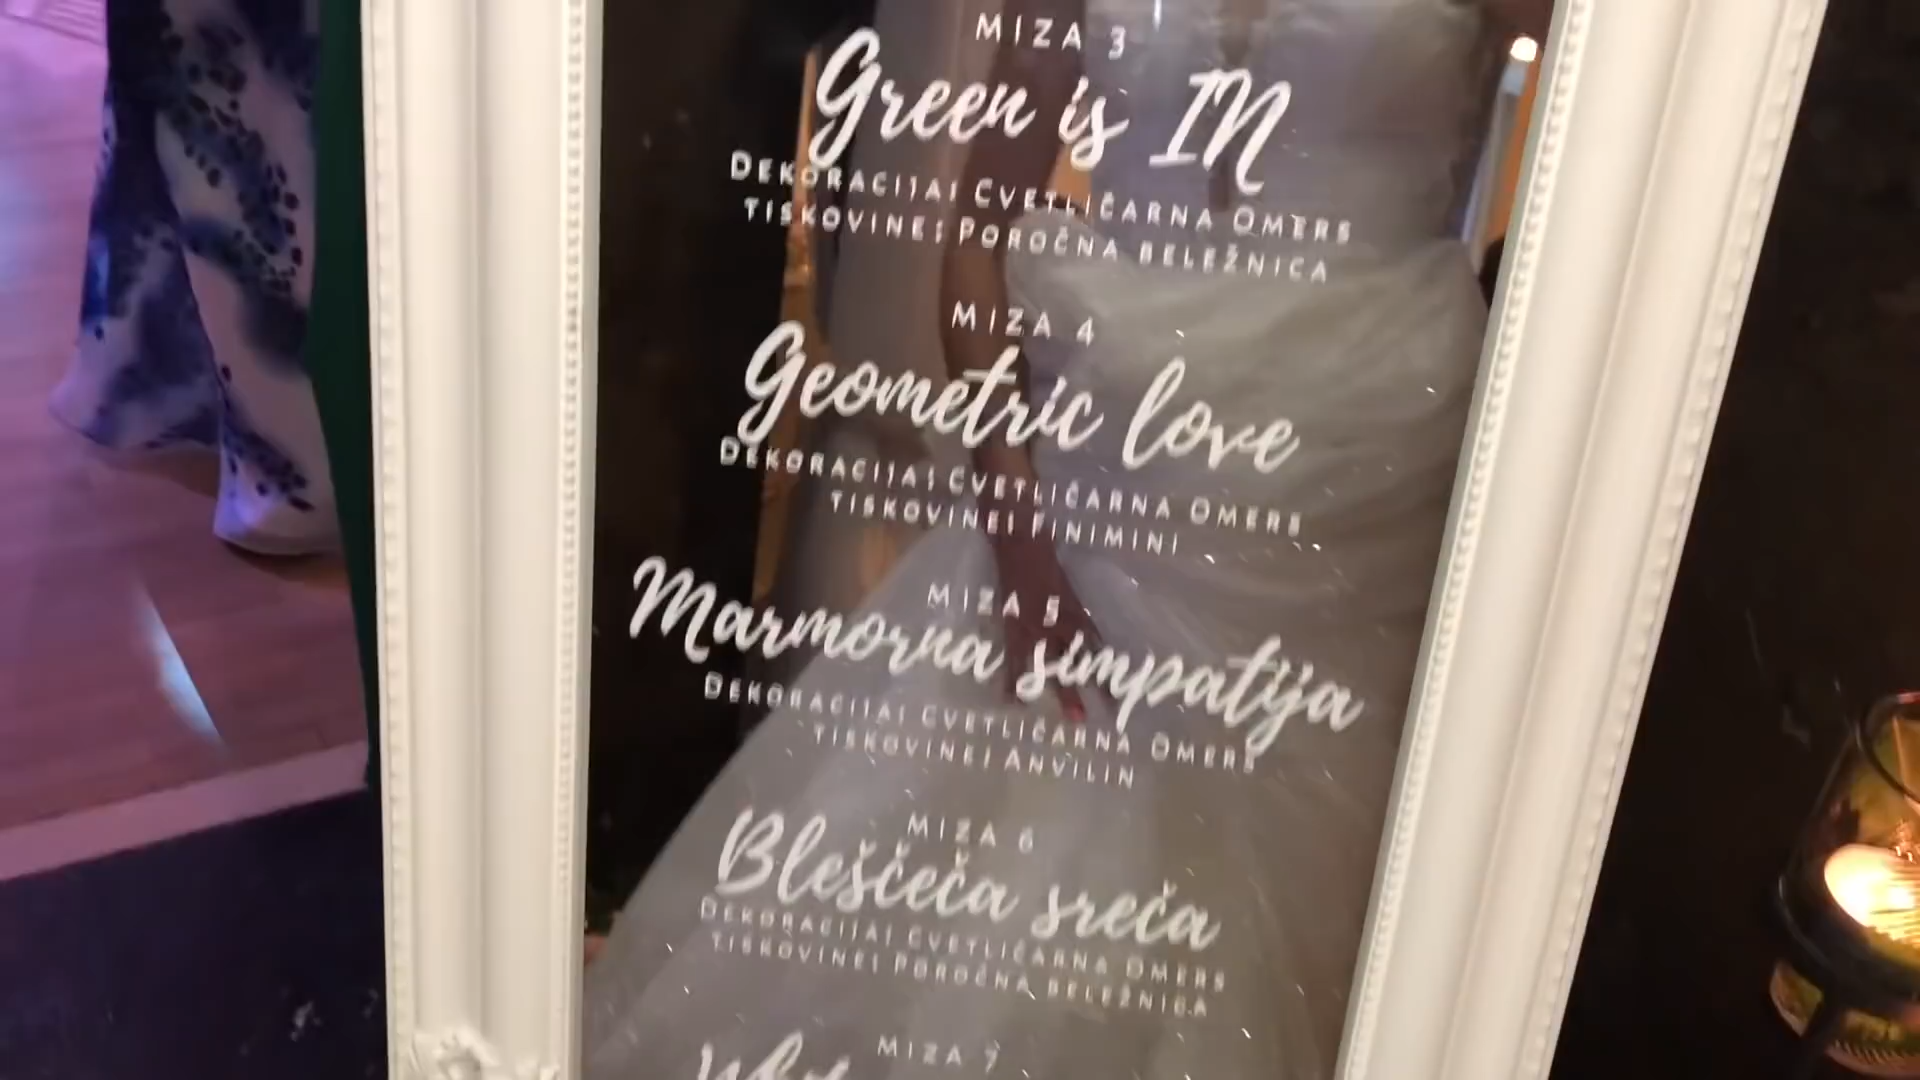 MIZA 3
Green is IN
DEKORACIJA: CVETLIČARNA OMERS
TISKOVINE: POROČNA BELEŽNICA
MIZA 4
Geometric love
DEKORACIJA: CVETLIČARNA OMERS
TISKOVINE: FINIMINI
MIZA 5
Marmorna simpatija
DEKORACIJA: CVETLIČARNA OMERS
TISKOVINE: ANVILIN
MIZA 6
Bleščeča sreča
DEKORACIJA: CVETLIČARNA OMERS
TISKOVINE: POROČNA BELEŽNICA
MIZA 7